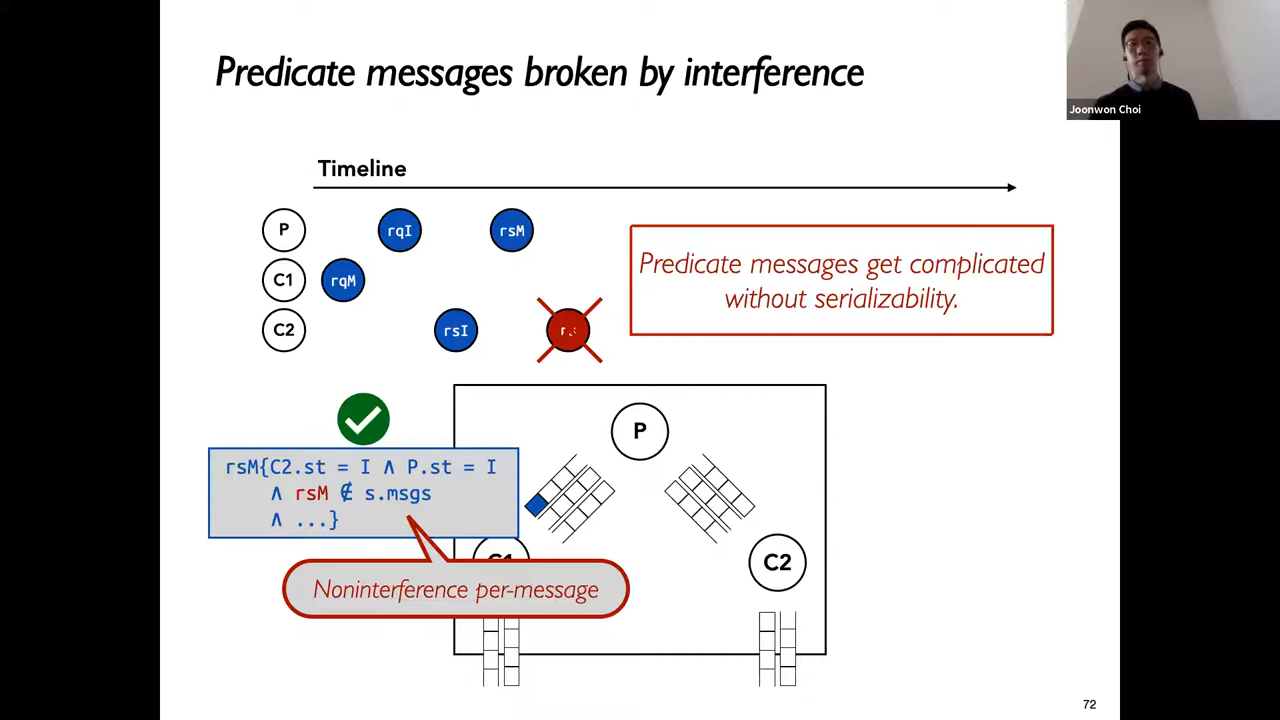 Predicate messages broken by interference
Joonwon Choi
Timeline
P
rqI
rsM
C1
rqM
C2
rsI
Predicate messages get complicated
without serializability.
P
rsM{C2.st = I ∧ P.st = I
∧ rsM ∉ s.msgs
∧ ...}
C2
Noninterference per-message
72